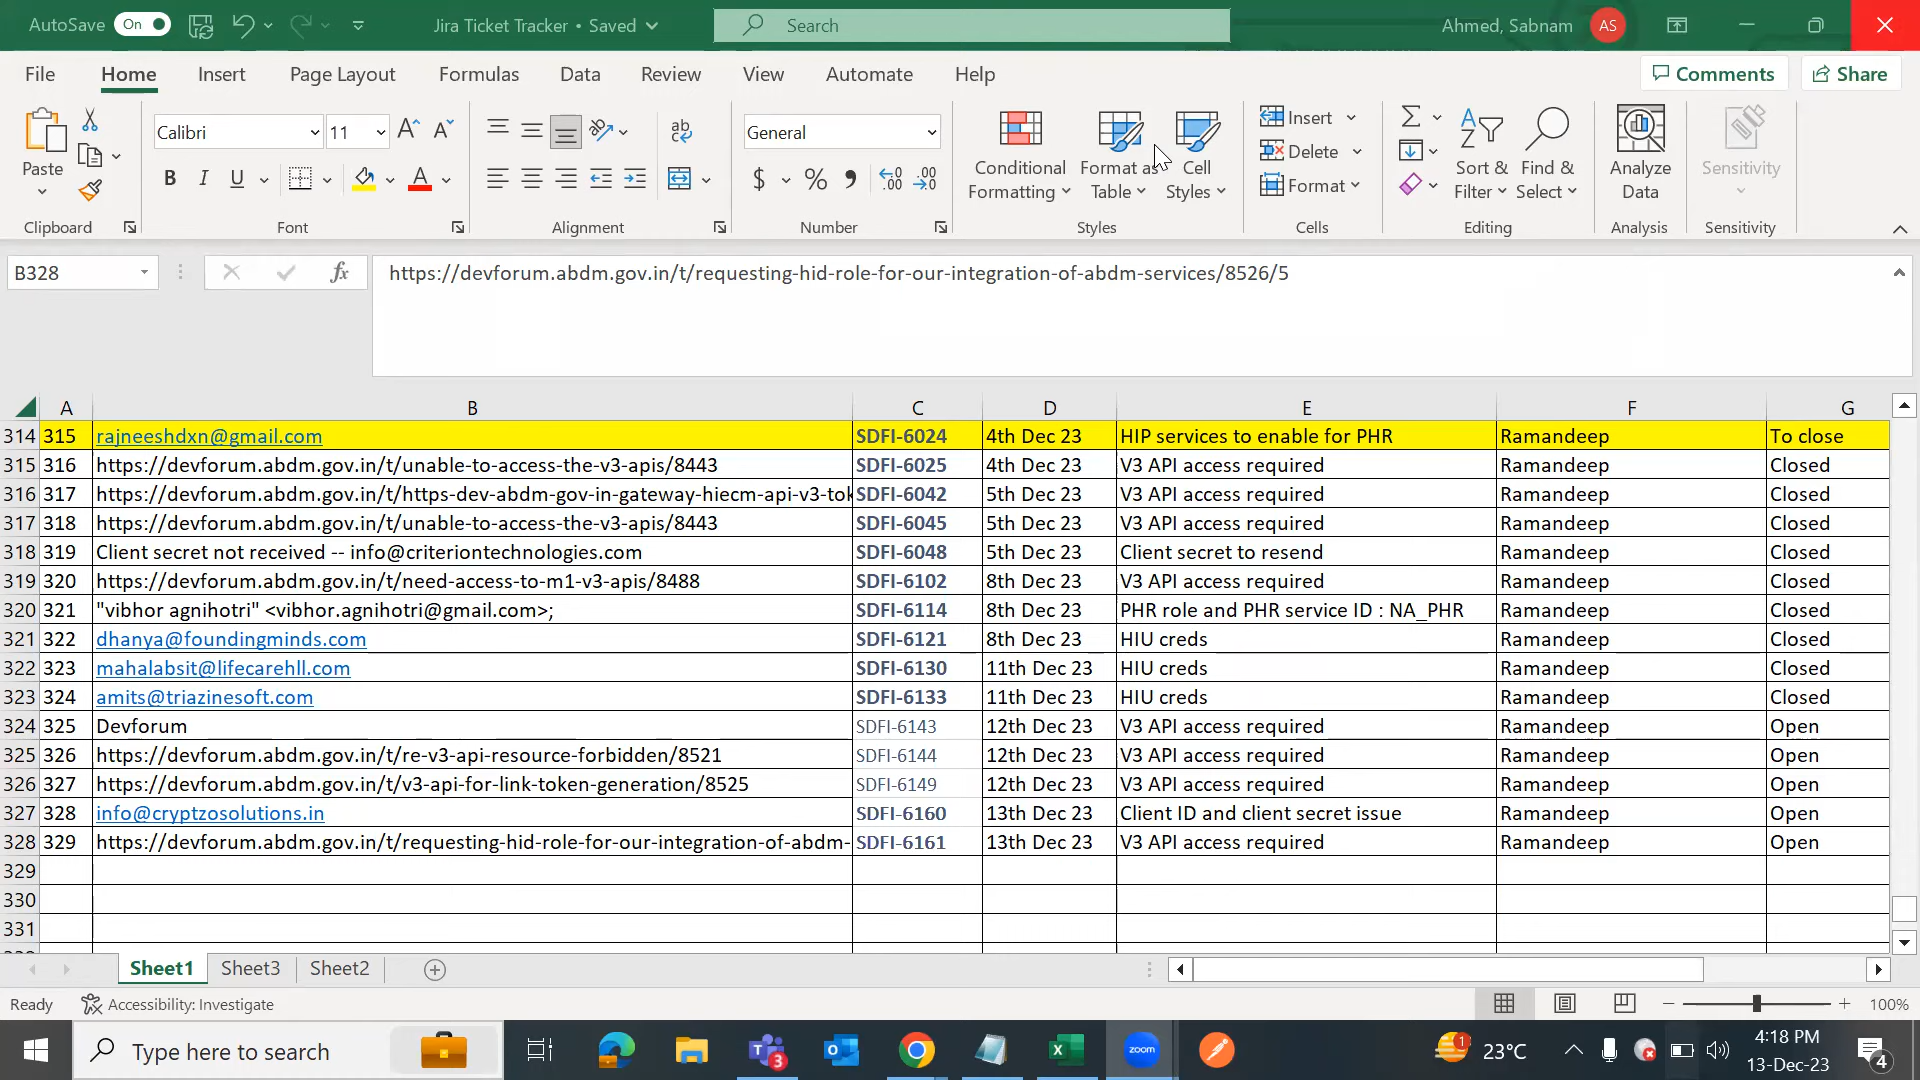 AutoSave On Jira Ticket Tracker • Saved Search Ahmed, Sabnam AS
File Home Insert Page Layout Formulas Data Review View Automate Help Comments Share
Paste Calibri 11 A A B I U A ab General $ % 9 .00 .00
Conditional Formatting Format as Table Cell Styles
Insert Delete Format
Sort & Filter Find & Select Analyze Data Sensitivity
Clipboard Font Alignment Number Styles Cells Editing Analysis Sensitivity
B328 fx https://devforum.abdm.gov.in/t/requesting-hid-role-for-our-integration-of-abdm-services/8526/5
A B C D E F G
314 315 rajneeshdxn@gmail.com SDFI-6024 4th Dec 23 HIP services to enable for PHR Ramandeep To close
315 316 https://devforum.abdm.gov.in/t/unable-to-access-the-v3-apis/8443 SDFI-6025 4th Dec 23 V3 API access required Ramandeep Closed
316 317 https://devforum.abdm.gov.in/t/https-dev-abdm-gov-in-gateway-hiecm-api-v3-tok SDFI-6042 5th Dec 23 V3 API access required Ramandeep Closed
317 318 https://devforum.abdm.gov.in/t/unable-to-access-the-v3-apis/8443 SDFI-6045 5th Dec 23 V3 API access required Ramandeep Closed
318 319 Client secret not received -- info@criteriontechnologies.com SDFI-6048 5th Dec 23 Client secret to resend Ramandeep Closed
319 320 https://devforum.abdm.gov.in/t/need-access-to-m1-v3-apis/8488 SDFI-6102 8th Dec 23 V3 API access required Ramandeep Closed
320 321 "vibhor agnihotri" <vibhor.agnihotri@gmail.com>; SDFI-6114 8th Dec 23 PHR role and PHR service ID : NA_PHR Ramandeep Closed
321 322 dhanya@foundingminds.com SDFI-6121 8th Dec 23 HIU creds Ramandeep Closed
322 323 mahalabsit@lifecarehll.com SDFI-6130 11th Dec 23 HIU creds Ramandeep Closed
323 324 amits@triazinesoft.com SDFI-6133 11th Dec 23 HIU creds Ramandeep Closed
324 325 Devforum SDFI-6143 12th Dec 23 V3 API access required Ramandeep Open
325 326 https://devforum.abdm.gov.in/t/re-v3-api-resource-forbidden/8521 SDFI-6144 12th Dec 23 V3 API access required Ramandeep Open
326 327 https://devforum.abdm.gov.in/t/v3-api-for-link-token-generation/8525 SDFI-6149 12th Dec 23 V3 API access required Ramandeep Open
327 328 info@cryptzosolutions.in SDFI-6160 13th Dec 23 Client ID and client secret issue Ramandeep Open
328 329 https://devforum.abdm.gov.in/t/requesting-hid-role-for-our-integration-of-abdm- SDFI-6161 13th Dec 23 V3 API access required Ramandeep Open
329
330
331
Sheet1 Sheet3 Sheet2
Ready Accessibility: Investigate 100%
Type here to search 3 zoom 1 23°C 4:18 PM
13-Dec-23 4